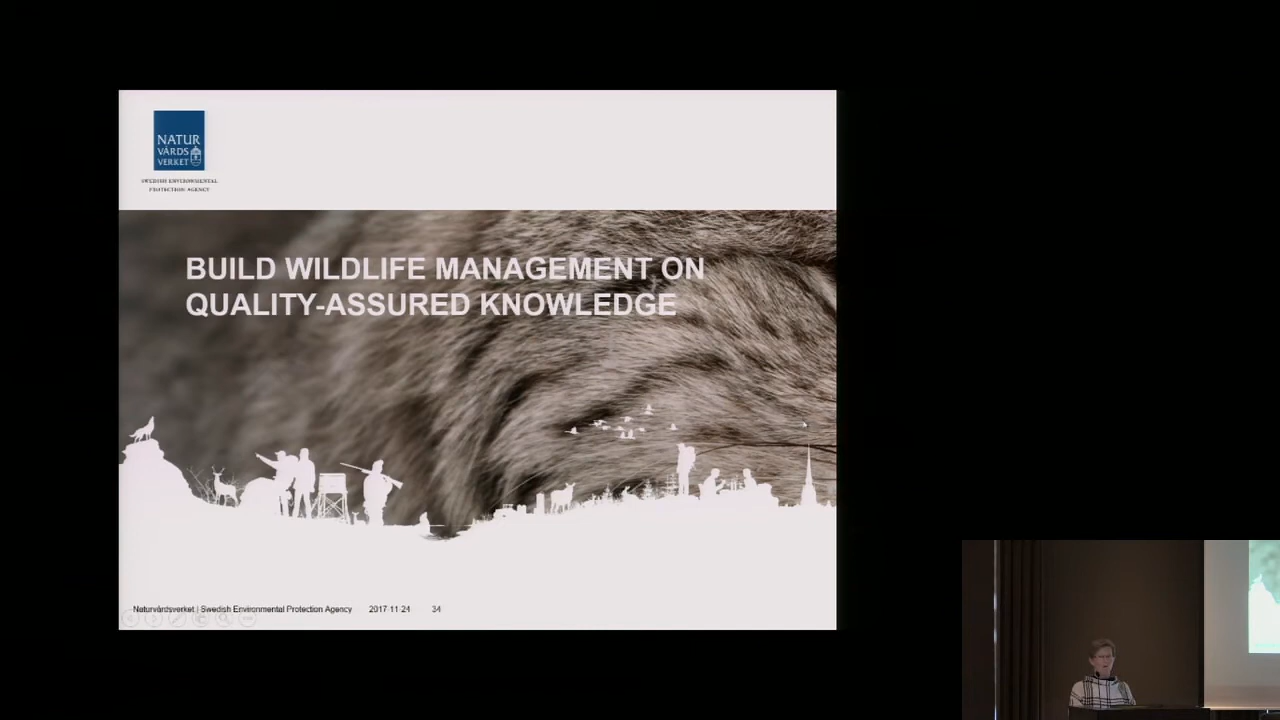 NATUR
VÅRDS
VERKET
SWEDISH ENVIRONMENTAL
PROTECTION AGENCY
BUILD WILDLIFE MANAGEMENT ON
QUALITY-ASSURED KNOWLEDGE
Naturvårdsverket | Swedish Environmental Protection Agency 2017-11-24 34